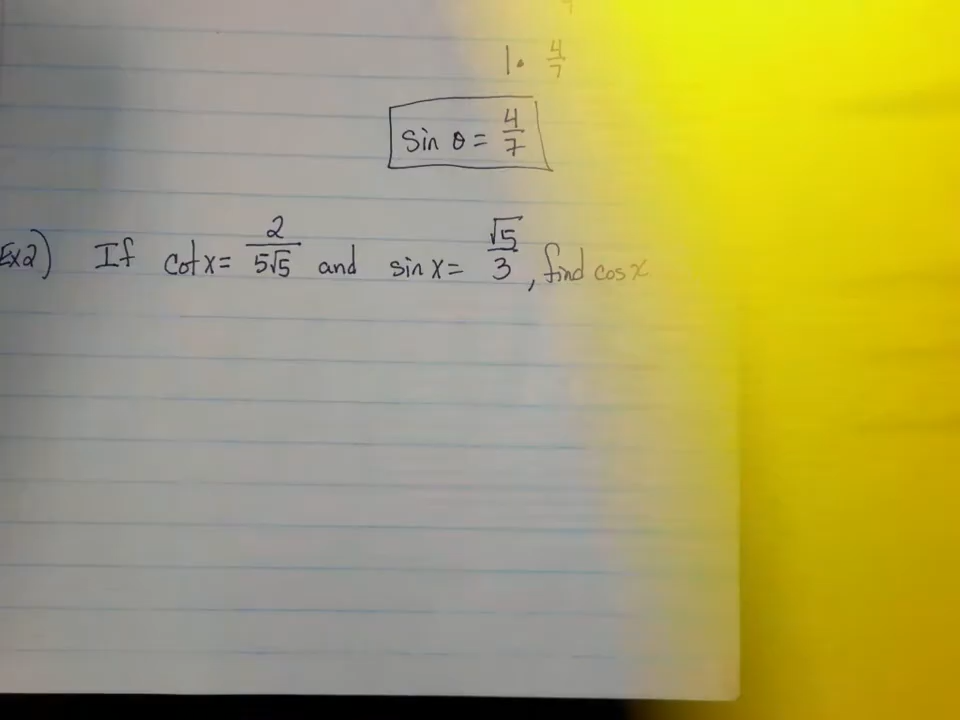 1 · 4/7
sin θ = 4/7
Ex2) If cot x = 2/5√5 and sin x = √5/3, find cos x